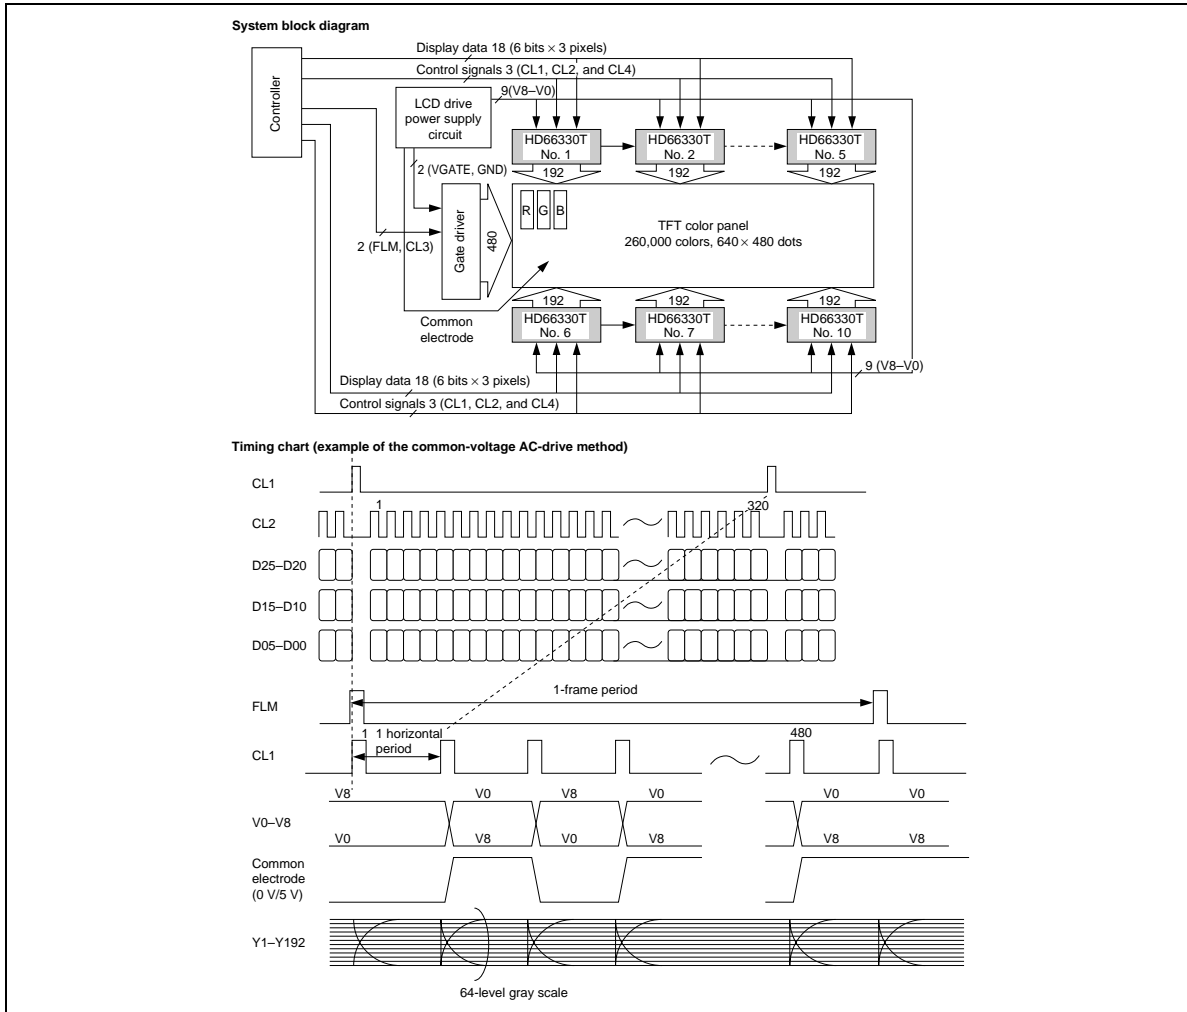 System block diagram
Display data 18 (6 bits × 3 pixels)
Control signals 3 (CL1, CL2, and CL4)
9(V8–V0)
Controller
LCD drive
power supply
circuit
HD66330T
No. 1
HD66330T
No. 2
HD66330T
No. 5
2 (VGATE, GND)
192
192
192
R G B
TFT color panel
260,000 colors, 640 × 480 dots
Gate driver
480
2 (FLM, CL3)
192
192
192
Common
electrode
HD66330T
No. 6
HD66330T
No. 7
HD66330T
No. 10
9 (V8–V0)
Display data 18 (6 bits × 3 pixels)
Control signals 3 (CL1, CL2, and CL4)
Timing chart (example of the common-voltage AC-drive method)
CL1
1
320
CL2
D25–D20
D15–D10
D05–D00
1-frame period
FLM
1
1 horizontal
period
480
CL1
V8 V0 V8 V0 V0 V0
V0–V8
V0 V8 V0 V8 V8 V8
Common
electrode
(0 V/5 V)
Y1–Y192
64-level gray scale